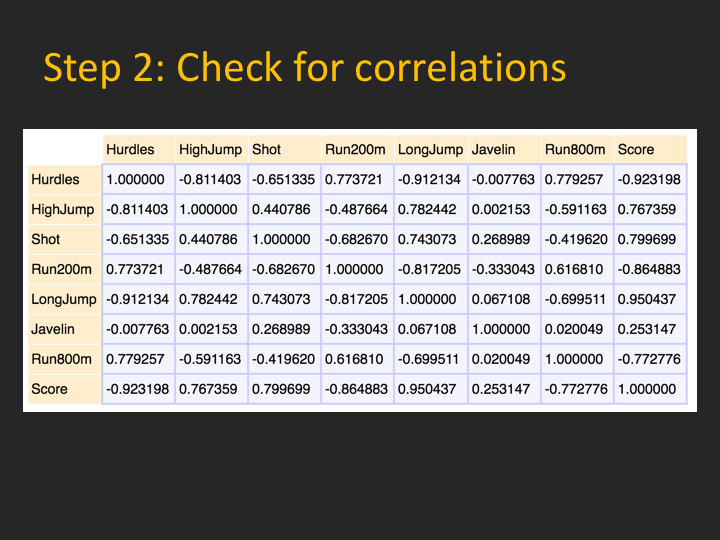 Step 2: Check for correlations
Hurdles HighJump Shot Run200m LongJump Javelin Run800m Score
Hurdles 1.000000 -0.811403 -0.651335 0.773721 -0.912134 -0.007763 0.779257 -0.923198
HighJump -0.811403 1.000000 0.440786 -0.487664 0.782442 0.002153 -0.591163 0.767359
Shot -0.651335 0.440786 1.000000 -0.682670 0.743073 0.268989 -0.419620 0.799699
Run200m 0.773721 -0.487664 -0.682670 1.000000 -0.817205 -0.333043 0.616810 -0.864883
LongJump -0.912134 0.782442 0.743073 -0.817205 1.000000 0.067108 -0.699511 0.950437
Javelin -0.007763 0.002153 0.268989 -0.333043 0.067108 1.000000 0.020049 0.253147
Run800m 0.779257 -0.591163 -0.419620 0.616810 -0.699511 0.020049 1.000000 -0.772776
Score -0.923198 0.767359 0.799699 -0.864883 0.950437 0.253147 -0.772776 1.000000